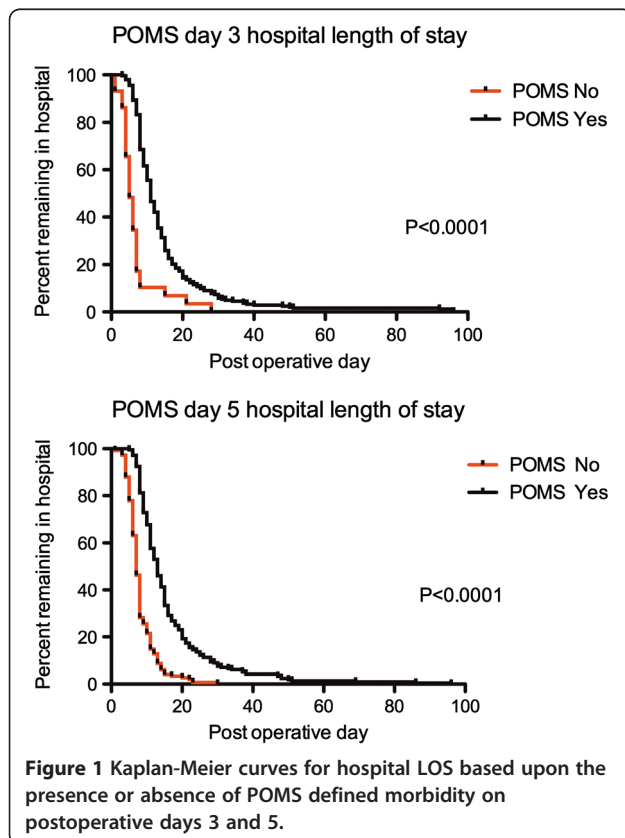 POMS day 3 hospital length of stay
Percent remaining in hospital
100
80
60
40
20
0
0 20 40 60 80 100
Post operative day
POMS No
POMS Yes
P<0.0001
POMS day 5 hospital length of stay
Percent remaining in hospital
100
80
60
40
20
0
0 20 40 60 80 100
Post operative day
POMS No
POMS Yes
P<0.0001
Figure 1 Kaplan-Meier curves for hospital LOS based upon the
presence or absence of POMS defined morbidity on
postoperative days 3 and 5.